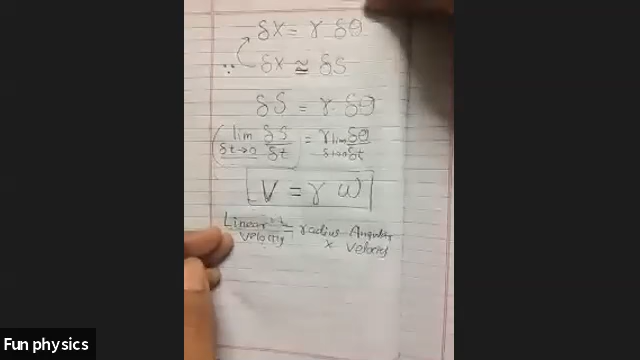 δx = r δθ
∵ δx ≅ δS
δS = r. δθ
lim δt→0 δS/δt = r lim δt→0 δθ/δt
V = r ω
Linear velocity = radius x Angular velocity
Fun physics